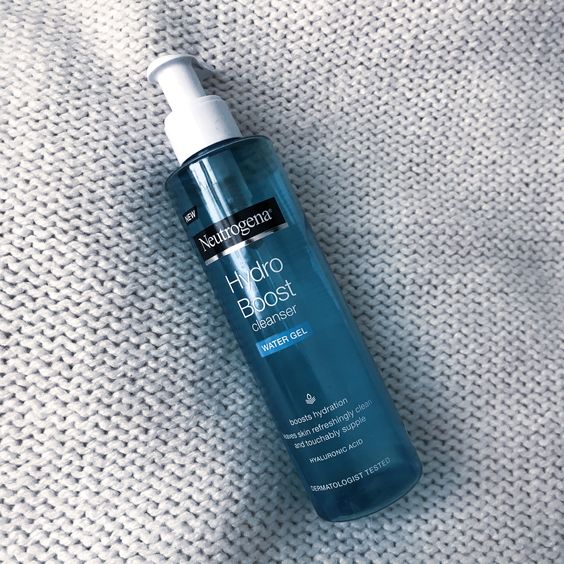 NEW
Neutrogena®
Hydro
Boost
cleanser
WATER GEL
boosts hydration
leaves skin refreshingly clean
and touchably supple
HYALURONIC ACID
DERMATOLOGIST TESTED